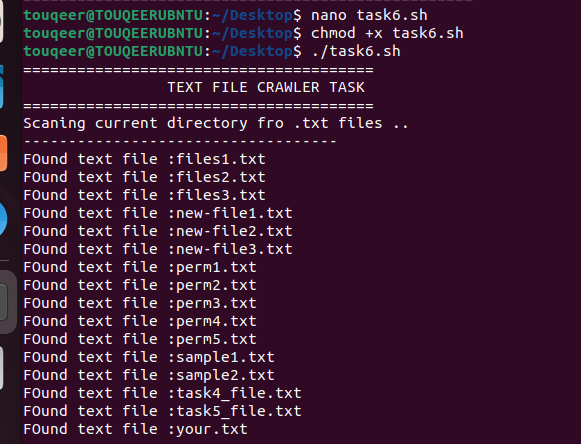 touqeer@TOUQEERUBNTU:~/Desktop$ nano task6.sh
touqeer@TOUQEERUBNTU:~/Desktop$ chmod +x task6.sh
touqeer@TOUQEERUBNTU:~/Desktop$ ./task6.sh
=======================================
                TEXT FILE CRAWLER TASK
=======================================
Scaning current directory fro .txt files ..
-----------------------------------
FOund text file :files1.txt
FOund text file :files2.txt
FOund text file :files3.txt
FOund text file :new-file1.txt
FOund text file :new-file2.txt
FOund text file :new-file3.txt
FOund text file :perm1.txt
FOund text file :perm2.txt
FOund text file :perm3.txt
FOund text file :perm4.txt
FOund text file :perm5.txt
FOund text file :sample1.txt
FOund text file :sample2.txt
FOund text file :task4_file.txt
FOund text file :task5_file.txt
FOund text file :your.txt